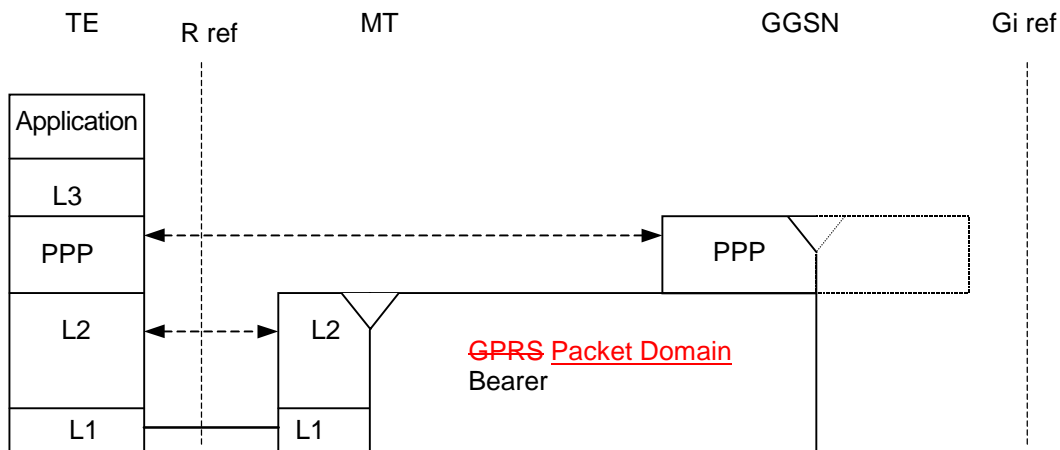 TE R ref MT GGSN Gi ref
Application
L3
PPP PPP
L2 L2
GPRS Packet Domain
Bearer
L1 L1